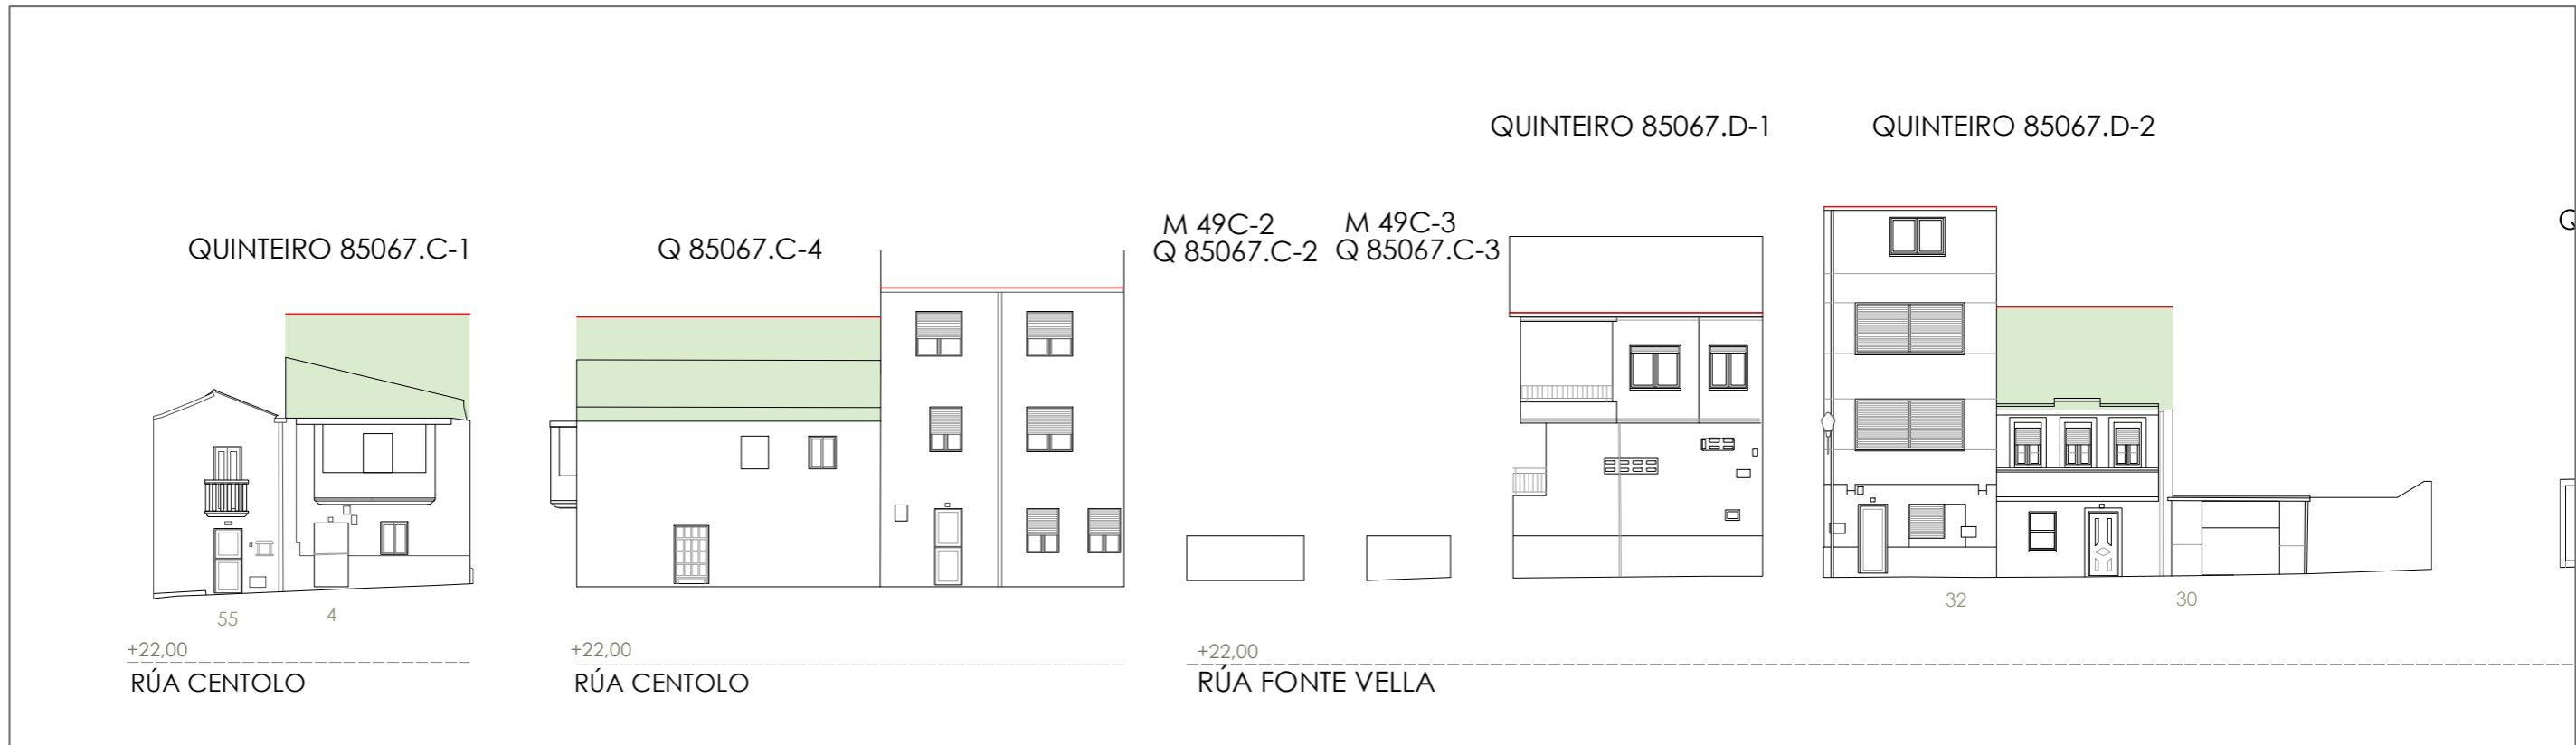 QUINTEIRO 85067.D-1
QUINTEIRO 85067.D-2
QUINTEIRO 85067.C-1
Q 85067.C-4
M 49C-2
Q 85067.C-2
M 49C-3
Q 85067.C-3
55
4
32
30
+22,00
RÚA CENTOLO
+22,00
RÚA CENTOLO
+22,00
RÚA FONTE VELLA